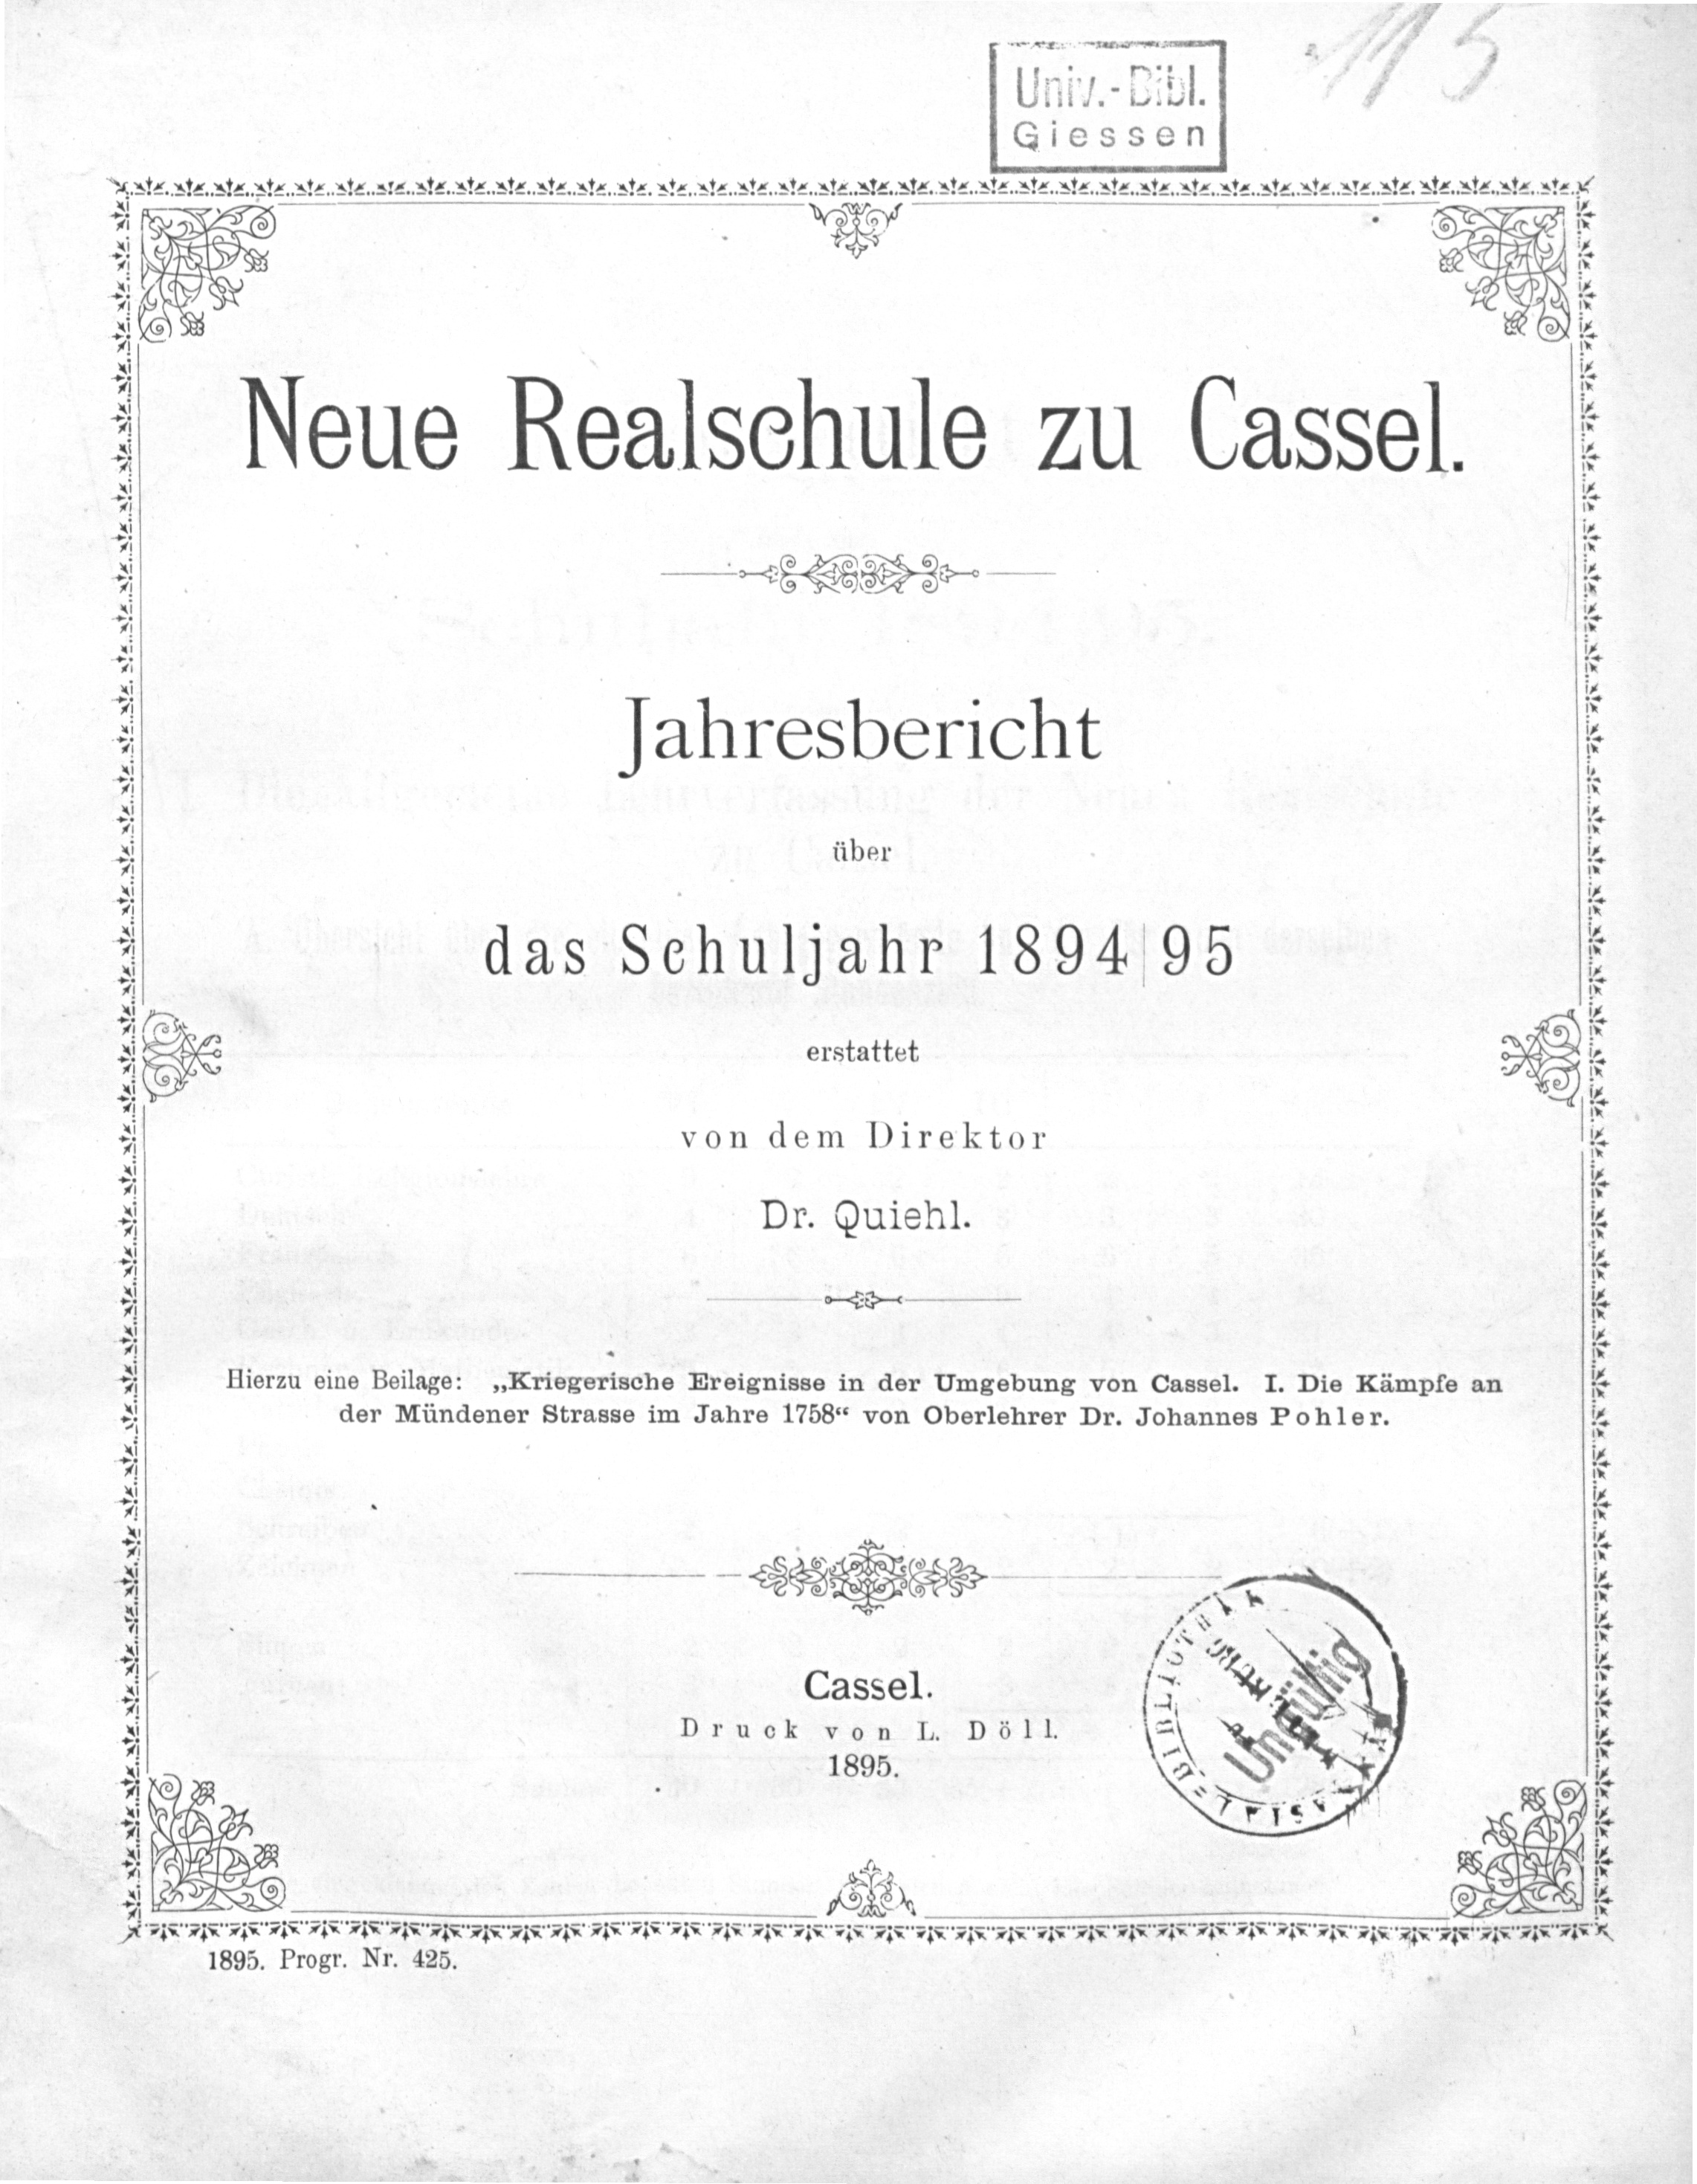 115
Univ.-Bibl.
Giessen
Neue Realschule zu Cassel.
Jahresbericht
über
das Schuljahr 1894|95
erstattet
von dem Direktor
Dr. Quiehl.
Hierzu eine Beilage: „Kriegerische Ereignisse in der Umgebung von Cassel. I. Die Kämpfe an
der Mündener Strasse im Jahre 1758“ von Oberlehrer Dr. Johannes Pohler.
Cassel.
Druck von L. Döll.
1895.
Ungültig
1895. Progr. Nr. 425.